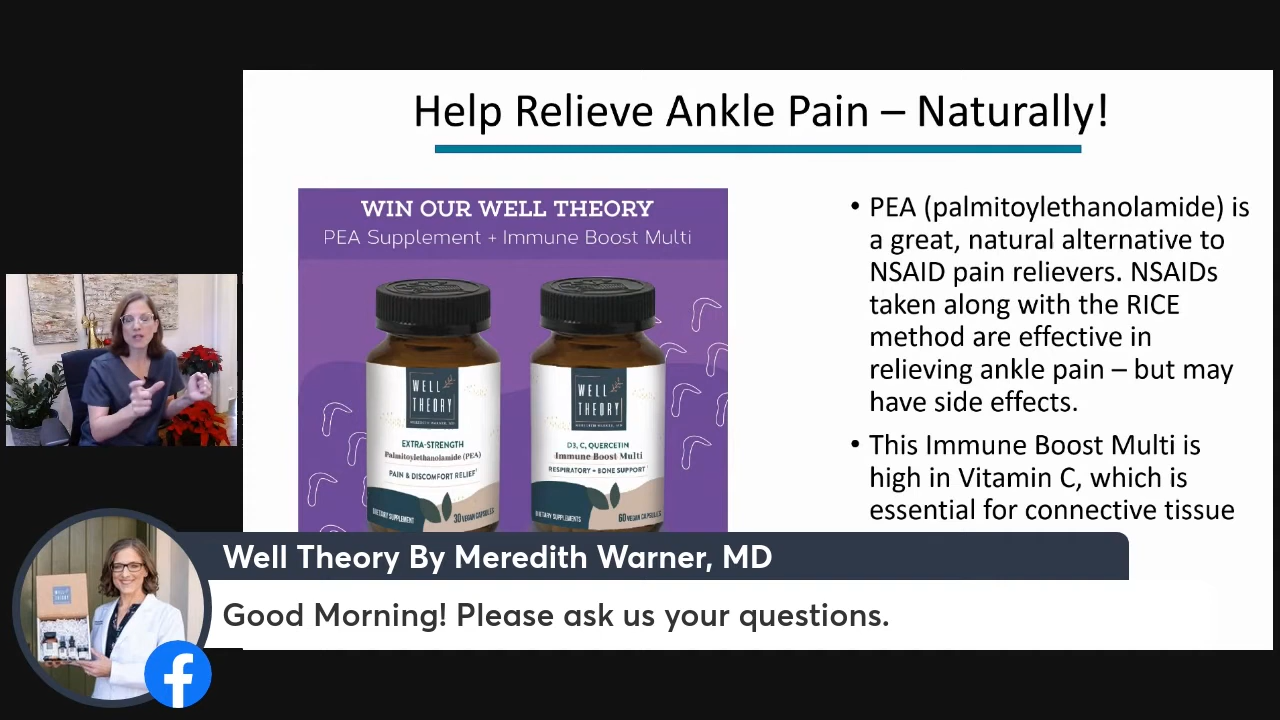 Help Relieve Ankle Pain – Naturally!
WIN OUR WELL THEORY
PEA Supplement + Immune Boost Multi
WELL
THEORY
MEREDITH WARNER, MD
EXTRA-STRENGTH
Palmitoylethanolamide (PEA)
PAIN & DISCOMFORT RELIEF
DIETARY SUPPLEMENT
30 VEGAN CAPSULES
WELL
THEORY
MEREDITH WARNER, MD
D3, C, QUERCETIN
Immune Boost Multi
RESPIRATORY + BONE SUPPORT
DIETARY SUPPLEMENTS
60 VEGAN CAPSULES
• PEA (palmitoylethanolamide) is
a great, natural alternative to
NSAID pain relievers. NSAIDs
taken along with the RICE
method are effective in
relieving ankle pain – but may
have side effects.
• This Immune Boost Multi is
high in Vitamin C, which is
essential for connective tissue
Well Theory By Meredith Warner, MD
Good Morning! Please ask us your questions.